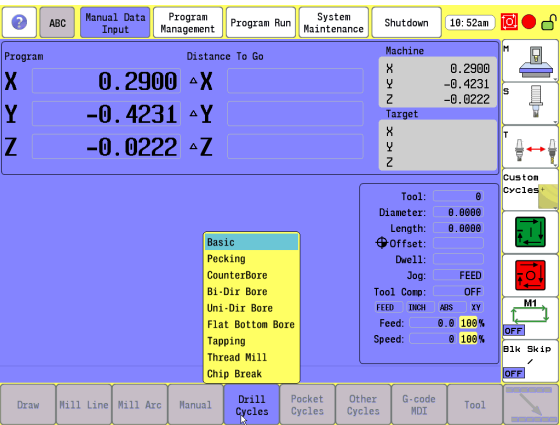 ?
ABC
Manual Data
Input
Program
Management
Program Run
System
Maintenance
Shutdown
10:52am
Program
Distance To Go
Machine
X 0.2900 ▵X
Y -0.4231 ▵Y
Z -0.0222 ▵Z
X 0.2900
Y -0.4231
Z -0.0222
Target
X
Y
Z
M
S
T
Custom
Cycles
I
O
M1
OFF
Blk Skip
/
OFF
Tool: 0
Diameter: 0.0000
Length: 0.0000
Offset:
Dwell:
Jog: FEED
Tool Comp: OFF
FEED INCH ABS XY
Feed: 0.0 100%
Speed: 0 100%
Basic
Pecking
CounterBore
Bi-Dir Bore
Uni-Dir Bore
Flat Bottom Bore
Tapping
Thread Mill
Chip Break
Draw
Mill Line
Mill Arc
Manual
Drill
Cycles
Pocket
Cycles
Other
Cycles
G-code
MDI
Tool